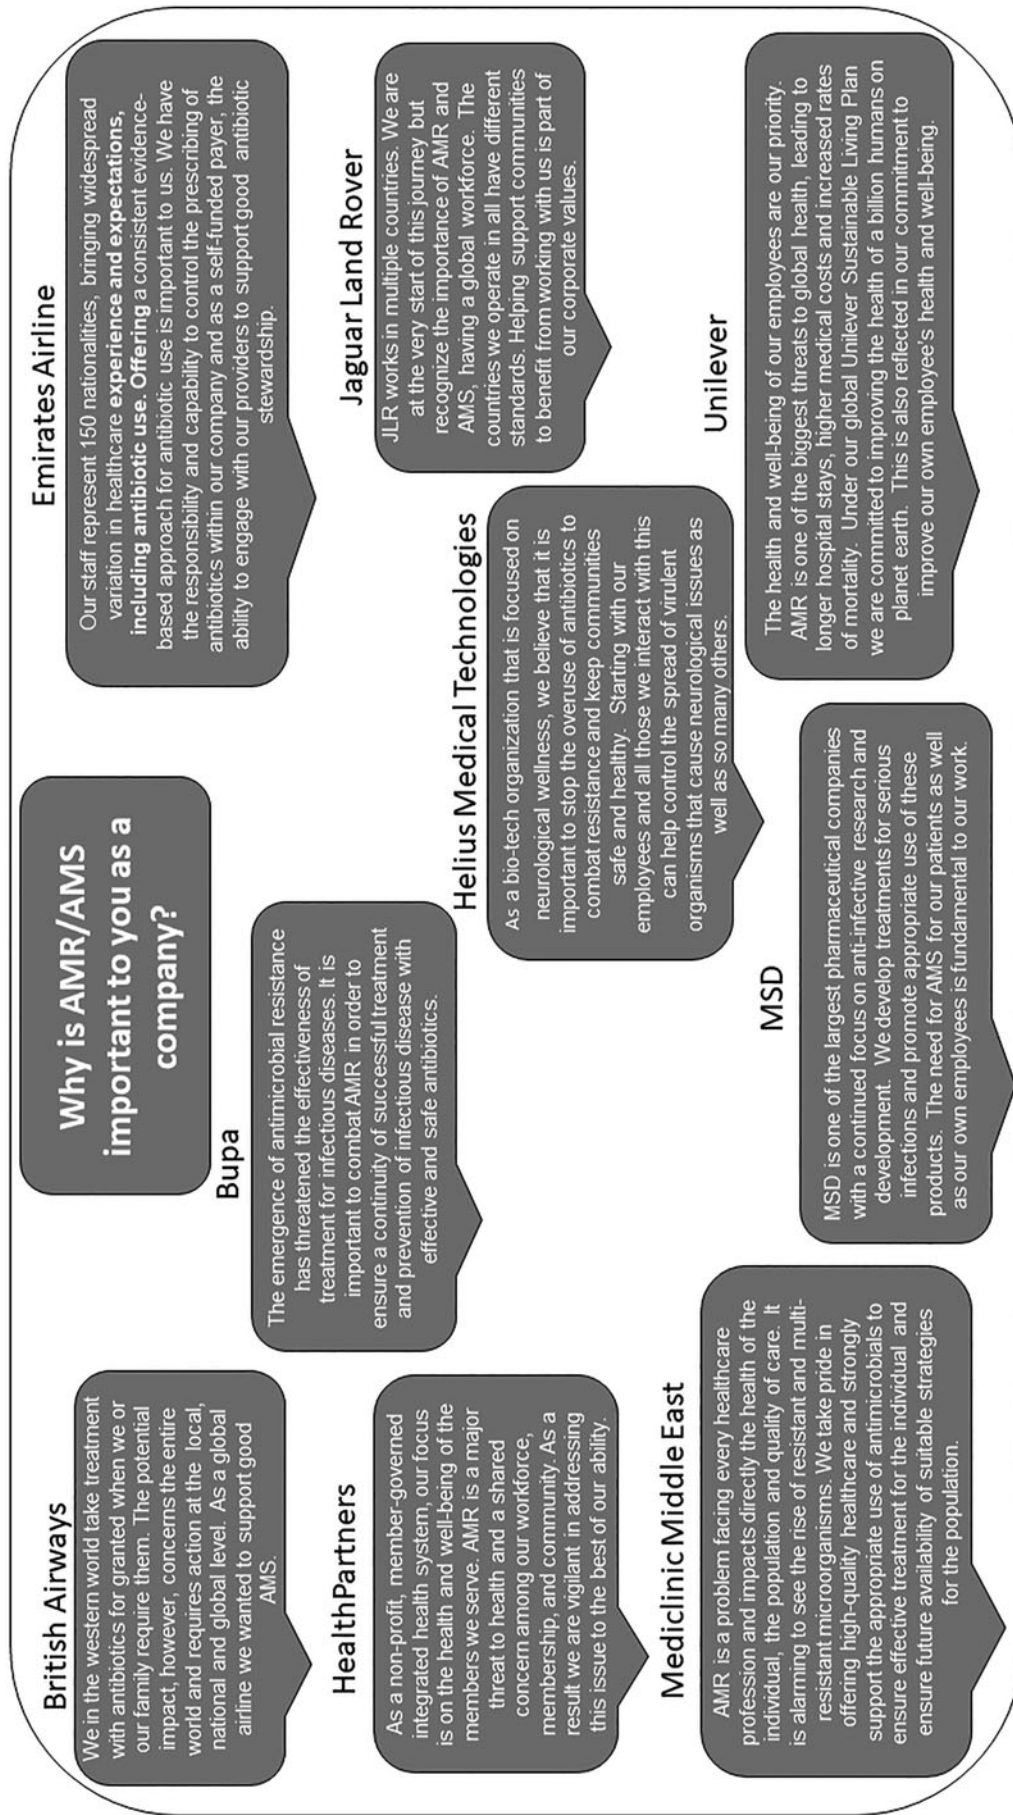 Why is AMR/AMS
important to you as a
company?
British Airways
We in the western world take treatment
with antibiotics for granted when we or
our family require them. The potential
impact, however, concerns the entire
world and requires action at the local,
national and global level. As a global
airline we wanted to support good
AMS.
Bupa
The emergence of antimicrobial resistance
has threatened the effectiveness of
treatment for infectious diseases. It is
important to combat AMR in order to
ensure a continuity of successful treatment
and prevention of infectious disease with
effective and safe antibiotics.
Emirates Airline
Our staff represent 150 nationalities, bringing widespread
variation in healthcare experience and expectations,
including antibiotic use. Offering a consistent evidence-
based approach for antibiotic use is important to us. We have
the responsibility and capability to control the prescribing of
antibiotics within our company and as a self-funded payer, the
ability to engage with our providers to support good antibiotic
stewardship.
HealthPartners
As a non-profit, member-governed
integrated health system, our focus
is on the health and well-being of the
members we serve. AMR is a major
threat to health and a shared
concern among our workforce,
membership, and community. As a
result we are vigilant in addressing
this issue to the best of our ability.
Helius Medical Technologies
As a bio-tech organization that is focused on
neurological wellness, we believe that it is
important to stop the overuse of antibiotics to
combat resistance and keep communities
safe and healthy. Starting with our
employees and all those we interact with this
can help control the spread of virulent
organisms that cause neurological issues as
well as so many others.
Jaguar Land Rover
JLR works in multiple countries. We are
at the very start of this journey but
recognize the importance of AMR and
AMS, having a global workforce. The
countries we operate in all have different
standards. Helping support communities
to benefit from working with us is part of
our corporate values.
Mediclinic Middle East
AMR is a problem facing every healthcare
profession and impacts directly the health of the
individual, the population and quality of care. It
is alarming to see the rise of resistant and multi-
resistant microorganisms. We take pride in
offering high-quality healthcare and strongly
support the appropriate use of antimicrobials to
ensure effective treatment for the individual and
ensure future availability of suitable strategies
for the population.
MSD
MSD is one of the largest pharmaceutical companies
with a continued focus on anti-infective research and
development. We develop treatments for serious
infections and promote appropriate use of these
products. The need for AMS for our patients as well
as our own employees is fundamental to our work.
Unilever
The health and well-being of our employees are our priority.
AMR is one of the biggest threats to global health, leading to
longer hospital stays, higher medical costs and increased rates
of mortality. Under our global Unilever Sustainable Living Plan
we are committed to improving the health of a billion humans on
planet earth. This is also reflected in our commitment to
improve our own employee's health and well-being.